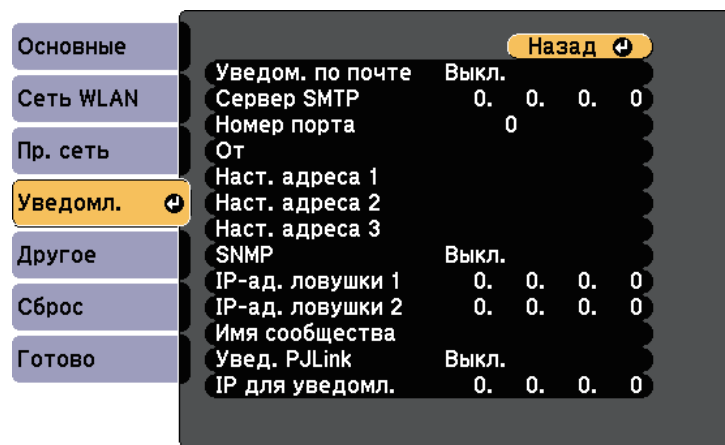 Основные
Сеть WLAN
Пр. сеть
Уведомл.
Другое
Сброс
Готово
Назад
Уведом. по почте Выкл.
Сервер SMTP 0. 0. 0. 0
Номер порта 0
От
Наст. адреса 1
Наст. адреса 2
Наст. адреса 3
SNMP Выкл.
IP-ад. ловушки 1 0. 0. 0. 0
IP-ад. ловушки 2 0. 0. 0. 0
Имя сообщества
Увед. PJLink Выкл.
IP для уведомл. 0. 0. 0. 0